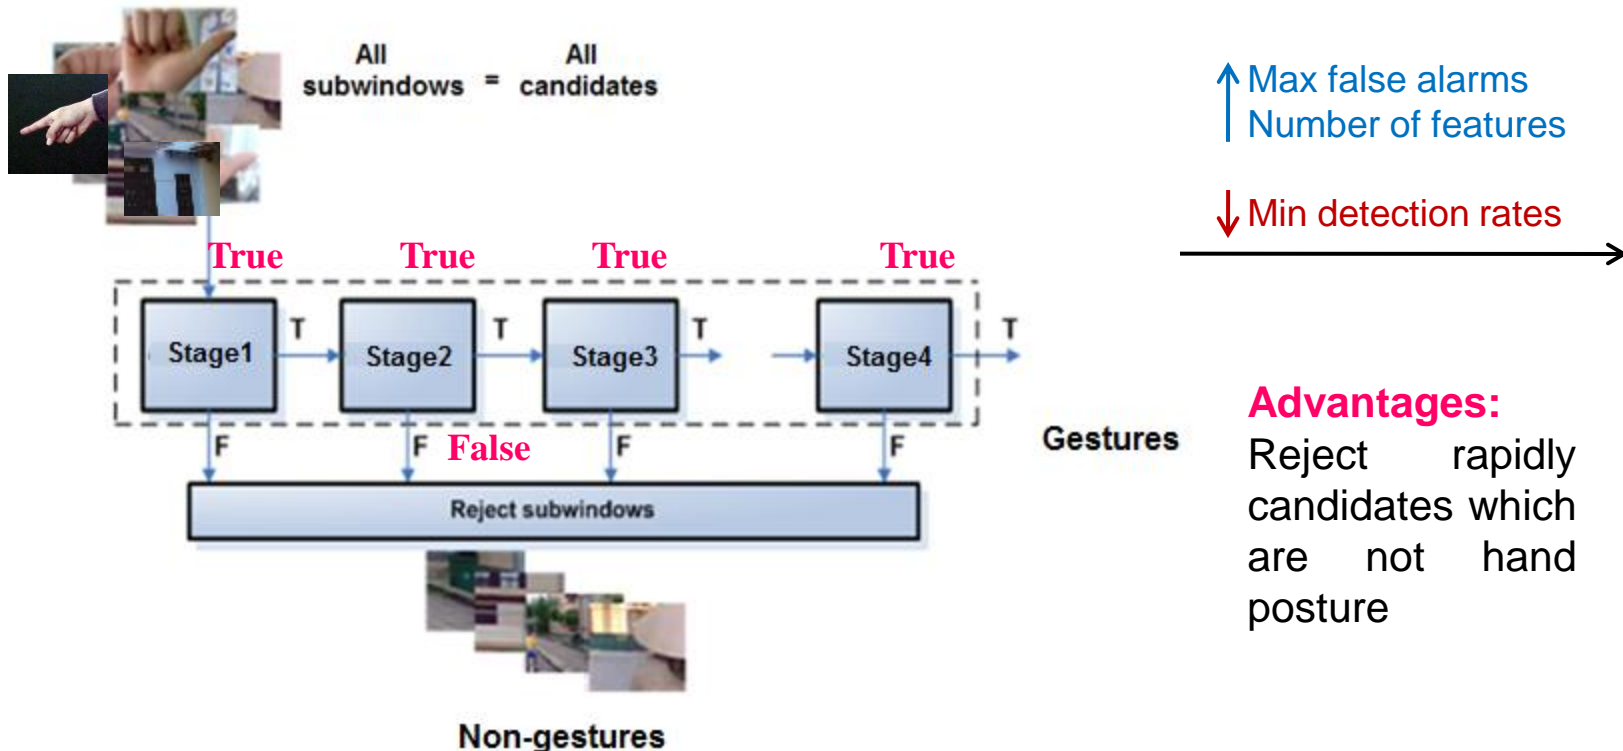 All All
subwindows = candidates
Max false alarms
Number of features
Min detection rates
True True True True
Stage1 T Stage2 T Stage3 T Stage4 T
F F False F F
Reject subwindows
Gestures
Non-gestures
Advantages:
Reject rapidly
candidates which
are not hand
posture